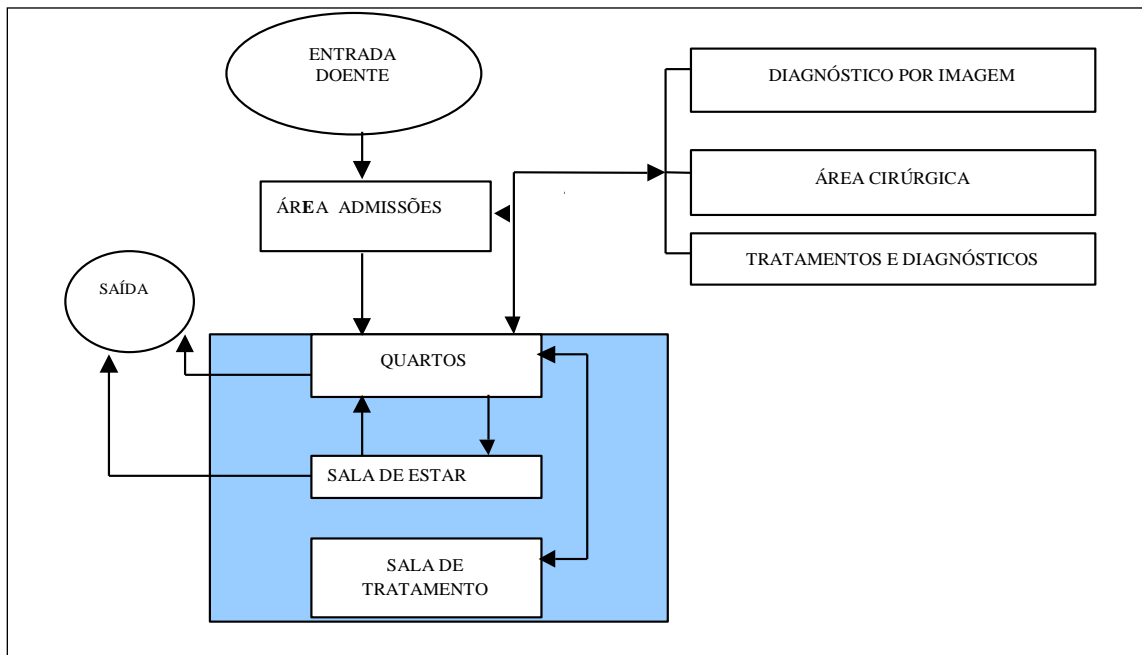 ENTRADA
DOENTE
DIAGNÓSTICO POR IMAGEM
ÁREA CIRÚRGICA
ÁREA ADMISSÕES
TRATAMENTOS E DIAGNÓSTICOS
SAÍDA
QUARTOS
SALA DE ESTAR
SALA DE
TRATAMENTO